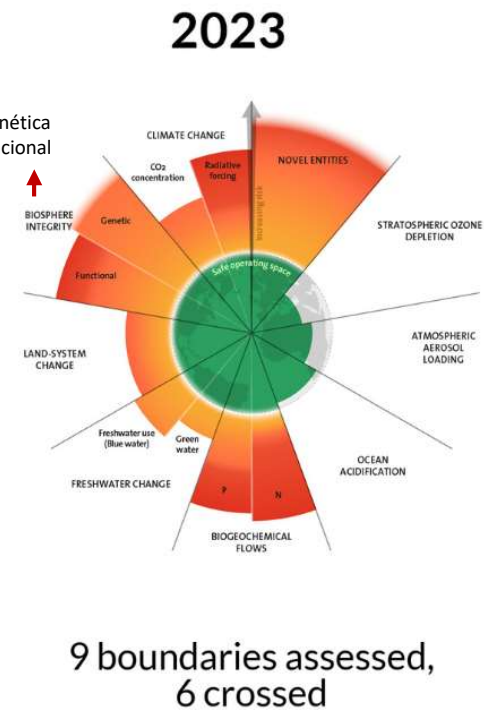 2023
nética
cional
CLIMATE CHANGE
CO2
concentration
Radiative
forcing
NOVEL ENTITIES
Increasing risk
BIOSPHERE
INTEGRITY
Genetic
Functional
STRATOSPHERIC OZONE
DEPLETION
Safe operating space
LAND-SYSTEM
CHANGE
ATMOSPHERIC
AEROSOL
LOADING
Freshwater use
(Blue water)
Green
water
FRESHWATER CHANGE
OCEAN
ACIDIFICATION
P
N
BIOGEOCHEMICAL
FLOWS
9 boundaries assessed,
6 crossed